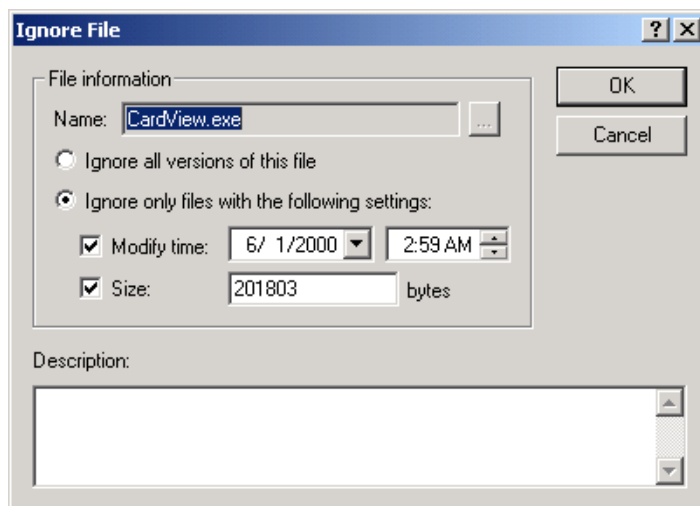 Ignore File
File information
OK
Name: CardView.exe ...
Cancel
Ignore all versions of this file
Ignore only files with the following settings:
Modify time: 6/ 1/2000 2:59 AM
Size: 201803 bytes
Description: